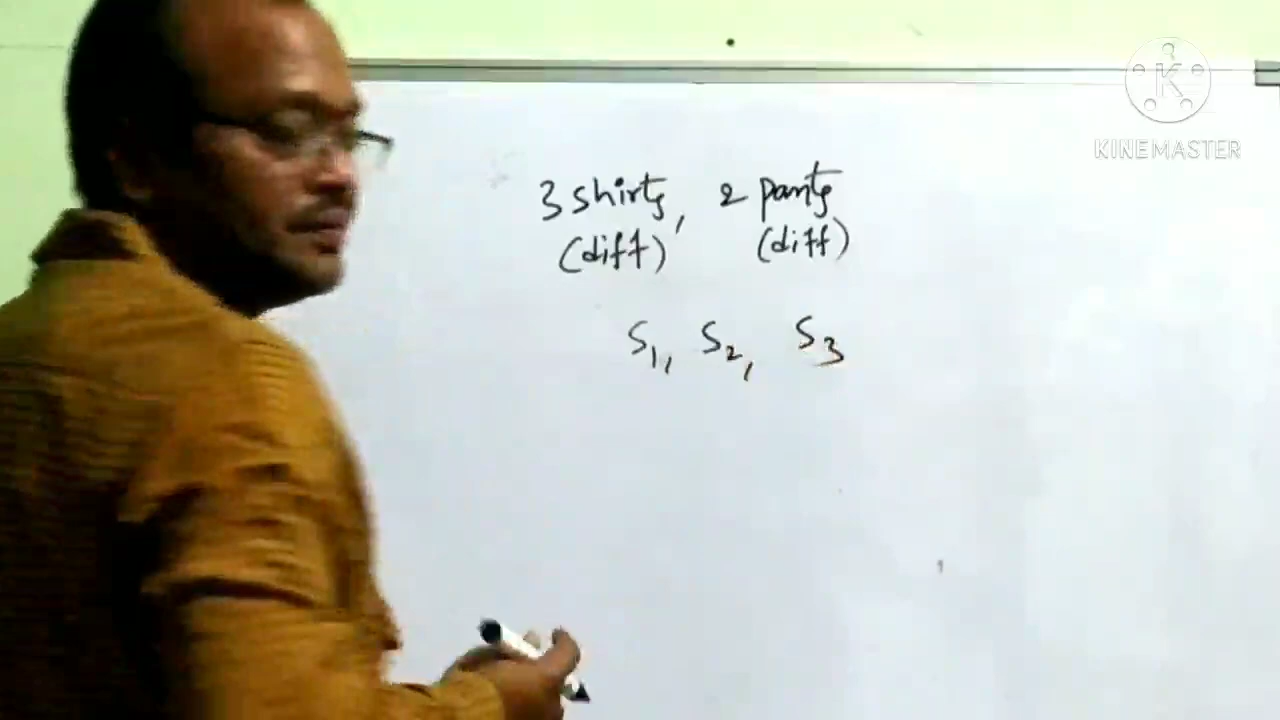 KINEMASTER
3 shirts, 2 pants
(diff) (diff)
S1, S2, S3